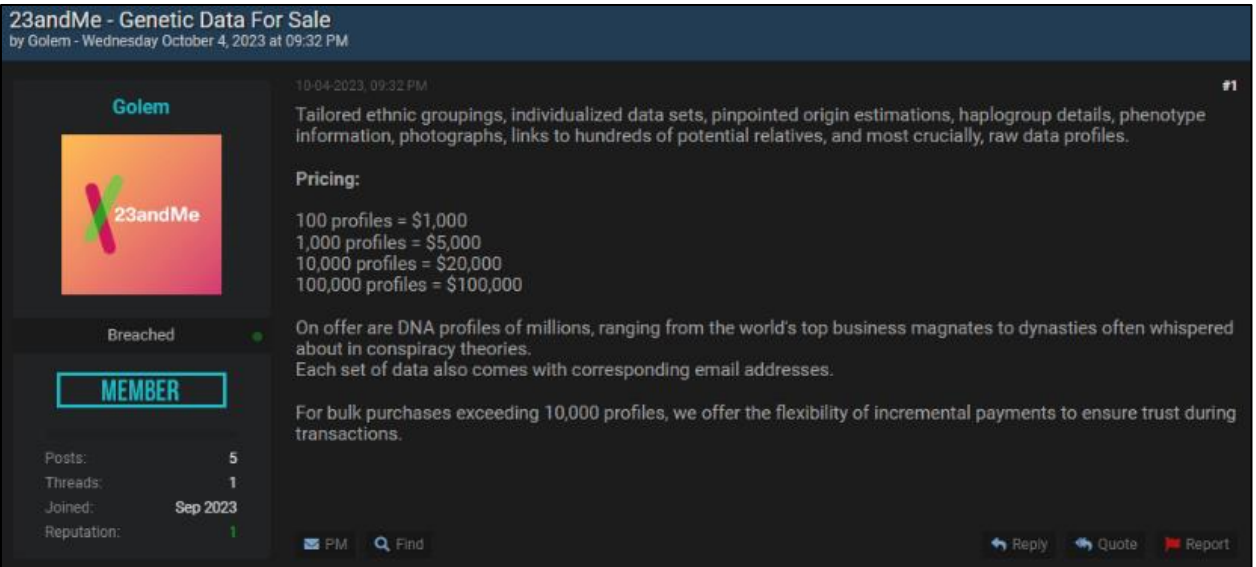 23andMe - Genetic Data For Sale
by Golem - Wednesday October 4, 2023 at 09:32 PM
Golem
23andMe
Breached
MEMBER
Posts: 5
Threads: 1
Joined: Sep 2023
Reputation: 1
10-04-2023, 09:32 PM #1
Tailored ethnic groupings, individualized data sets, pinpointed origin estimations, haplogroup details, phenotype
information, photographs, links to hundreds of potential relatives, and most crucially, raw data profiles.
Pricing:
100 profiles = $1,000
1,000 profiles = $5,000
10,000 profiles = $20,000
100,000 profiles = $100,000
On offer are DNA profiles of millions, ranging from the world's top business magnates to dynasties often whispered
about in conspiracy theories.
Each set of data also comes with corresponding email addresses.
For bulk purchases exceeding 10,000 profiles, we offer the flexibility of incremental payments to ensure trust during
transactions.
PM Find Reply Quote Report